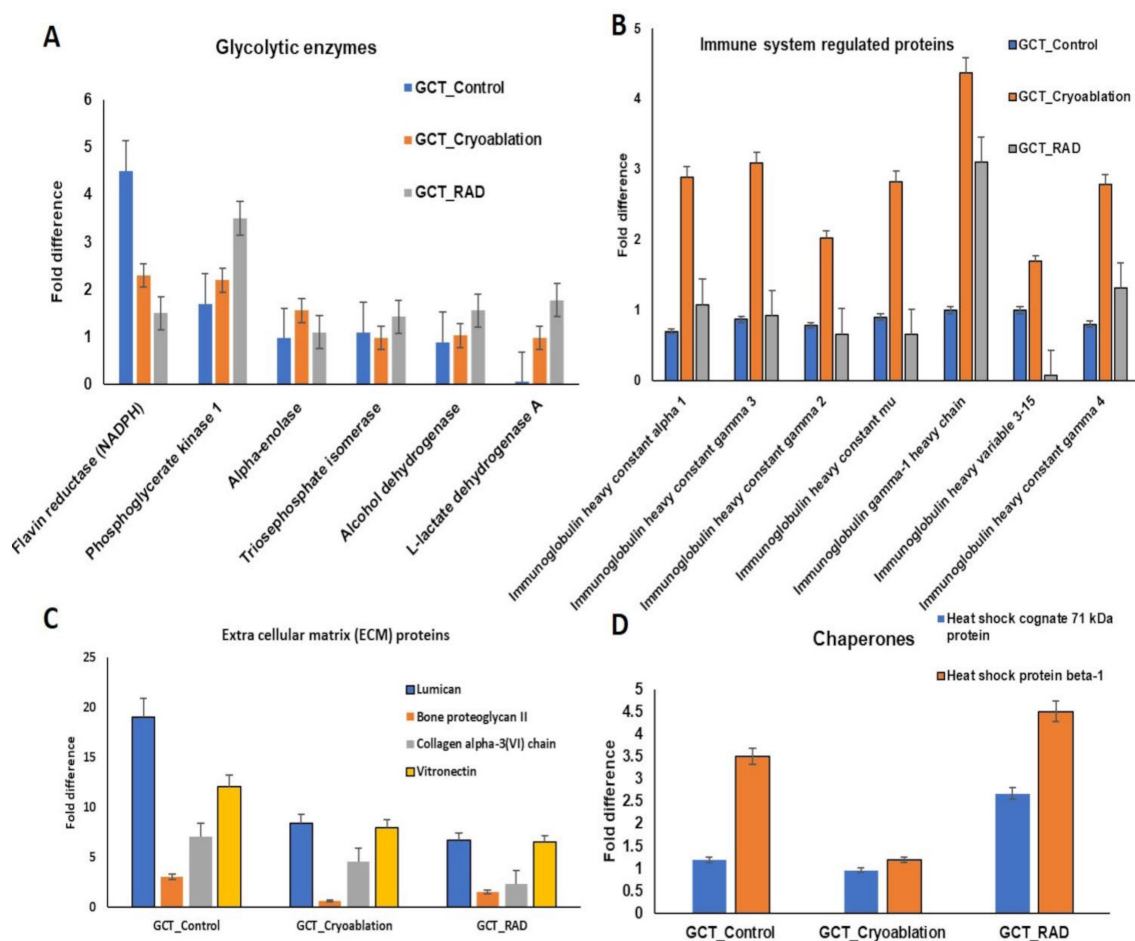 A
Glycolytic enzymes
GCT_Control
GCT_Cryoablation
GCT_RAD
Fold difference
6
5
4
3
2
1
0
Flavin reductase (NADPH)
Phosphoglycerate kinase 1
Alpha-enolase
Triosephosphate isomerase
Alcohol dehydrogenase
L-lactate dehydrogenase A
B
Immune system regulated proteins
GCT_Control
GCT_Cryoablation
GCT_RAD
Fold difference
5
4
3
2
1
0
Immunoglobulin heavy constant alpha 1
Immunoglobulin heavy constant gamma 3
Immunoglobulin heavy constant gamma 2
Immunoglobulin heavy constant mu
Immunoglobulin gamma-1 heavy chain
Immunoglobulin heavy variable 3-15
Immunoglobulin heavy constant gamma 4
C
Extra cellular matrix (ECM) proteins
Lumican
Bone proteoglycan II
Collagen alpha-3(VI) chain
Vitronectin
Fold difference
25
20
15
10
5
0
GCT_Control
GCT_Cryoablation
GCT_RAD
D
Chaperones
Heat shock cognate 71 kDa
protein
Heat shock protein beta-1
Fold difference
5
4.5
4
3.5
3
2.5
2
1.5
1
0.5
0
GCT_Control
GCT_Cryoablation
GCT_RAD